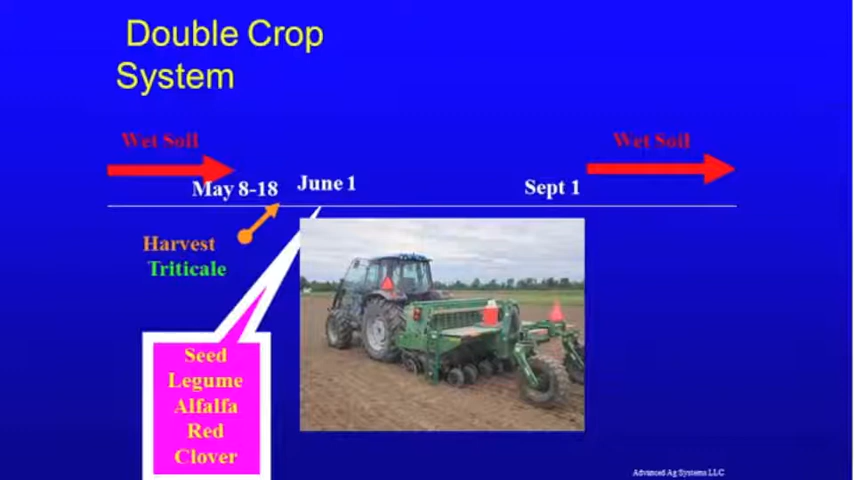 Double Crop
System
Wet Soil
Wet Soil
May 8-18
June 1
Sept 1
Harvest
Triticale
Seed
Legume
Alfalfa
Red
Clover
Advanced Ag Systems LLC